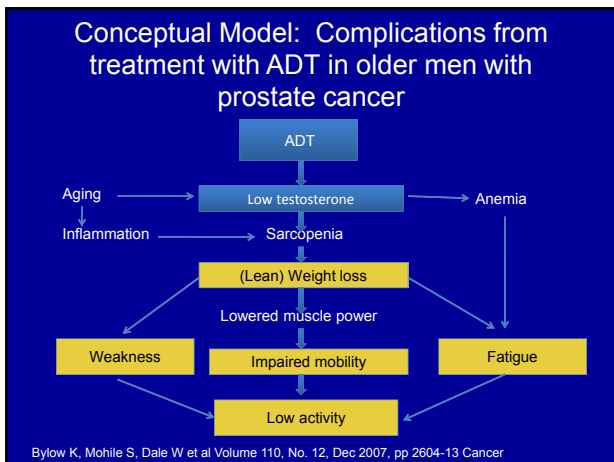 Conceptual Model:  Complications from
treatment with ADT in older men with
prostate cancer
ADT
Aging
Low testosterone
Anemia
Inflammation
Sarcopenia
(Lean) Weight loss
Lowered muscle power
Weakness
Impaired mobility
Fatigue
Low activity
Bylow K, Mohile S, Dale W et al Volume 110, No. 12, Dec 2007, pp 2604-13 Cancer